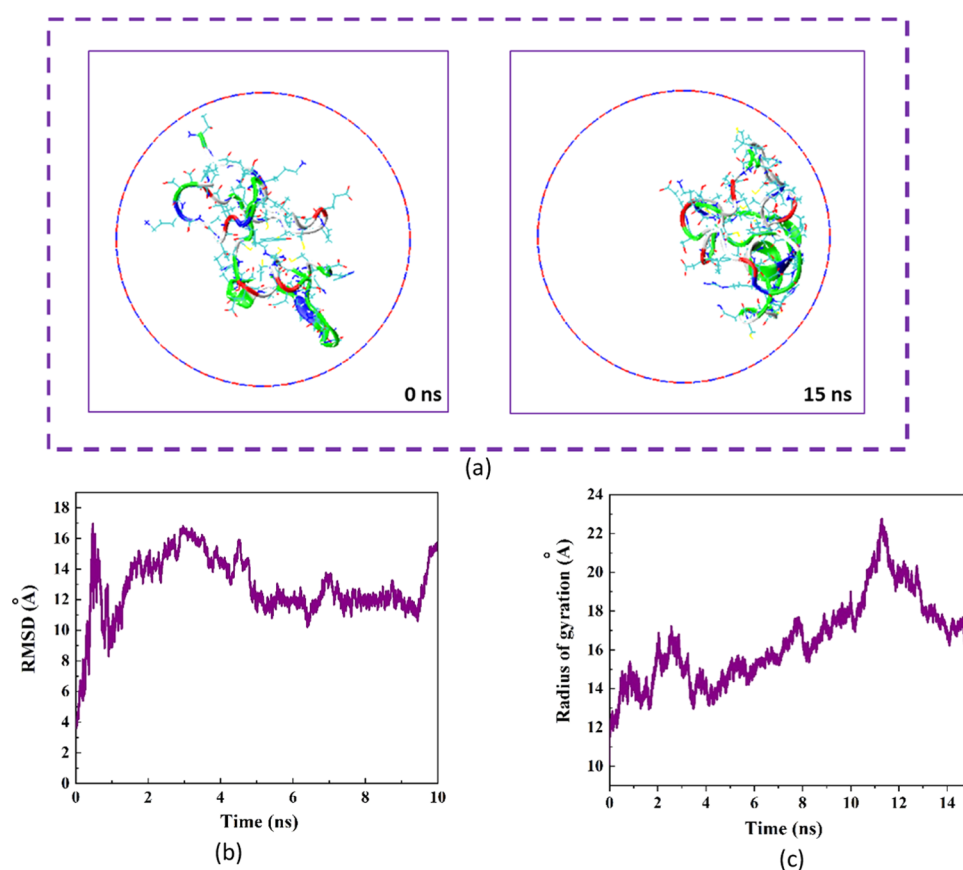 0 ns
15 ns
(a)
18
16
14
12
10
8
6
4
2
0
RMSD (Å)
0 2 4 6 8 10
Time (ns)
(b)
24
22
20
18
16
14
12
10
Radius of gyration (Å)
0 2 4 6 8 10 12 14
Time (ns)
(c)